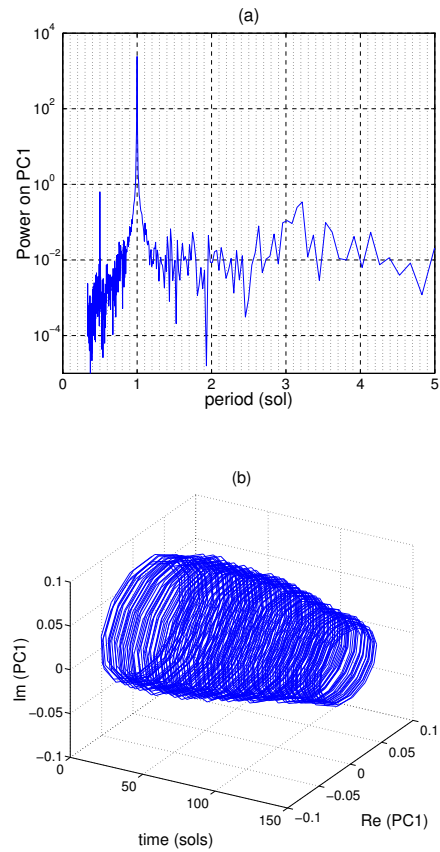 (a)
Power on PC1
10^4
10^2
10^0
10^−2
10^−4
0 1 2 3 4 5
period (sol)
(b)
Im (PC1)
0.1
0.05
0
−0.05
−0.1
0 50 100 150
time (sols)
−0.1 −0.05 0 0.05 0.1
Re (PC1)